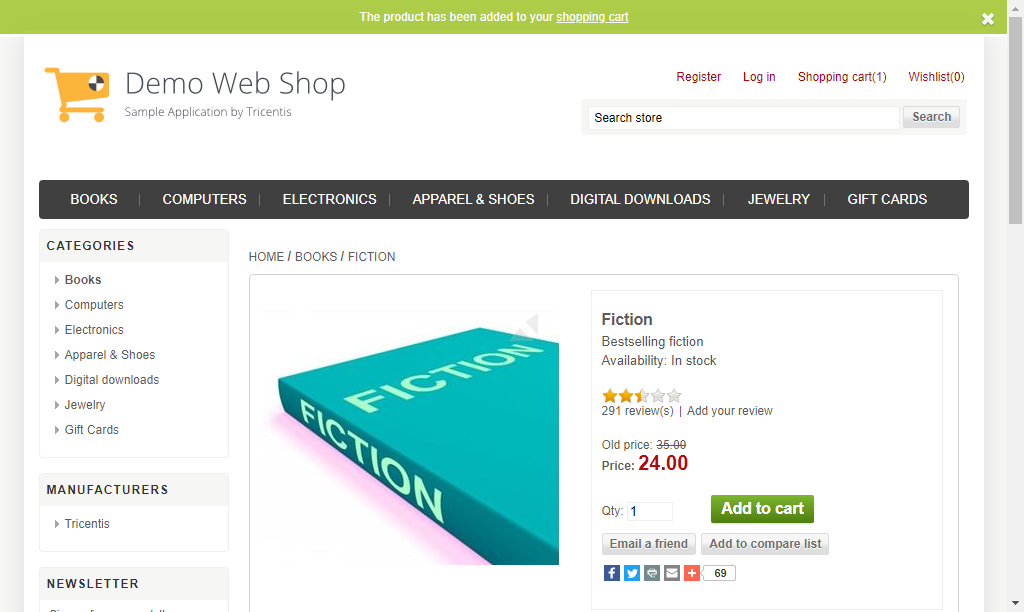 The product has been added to your shopping cart
Demo Web Shop
Sample Application by Tricentis
Register Log in Shopping cart(1) Wishlist(0)
Search store Search
BOOKS COMPUTERS ELECTRONICS APPAREL & SHOES DIGITAL DOWNLOADS JEWELRY GIFT CARDS
CATEGORIES
Books
Computers
Electronics
Apparel & Shoes
Digital downloads
Jewelry
Gift Cards
MANUFACTURERS
Tricentis
NEWSLETTER
HOME / BOOKS / FICTION
FICTION
FICTION
Fiction
Bestselling fiction
Availability: In stock
291 review(s) | Add your review
Old price: 35.00
Price: 24.00
Qty: 1 Add to cart
Email a friend Add to compare list
69